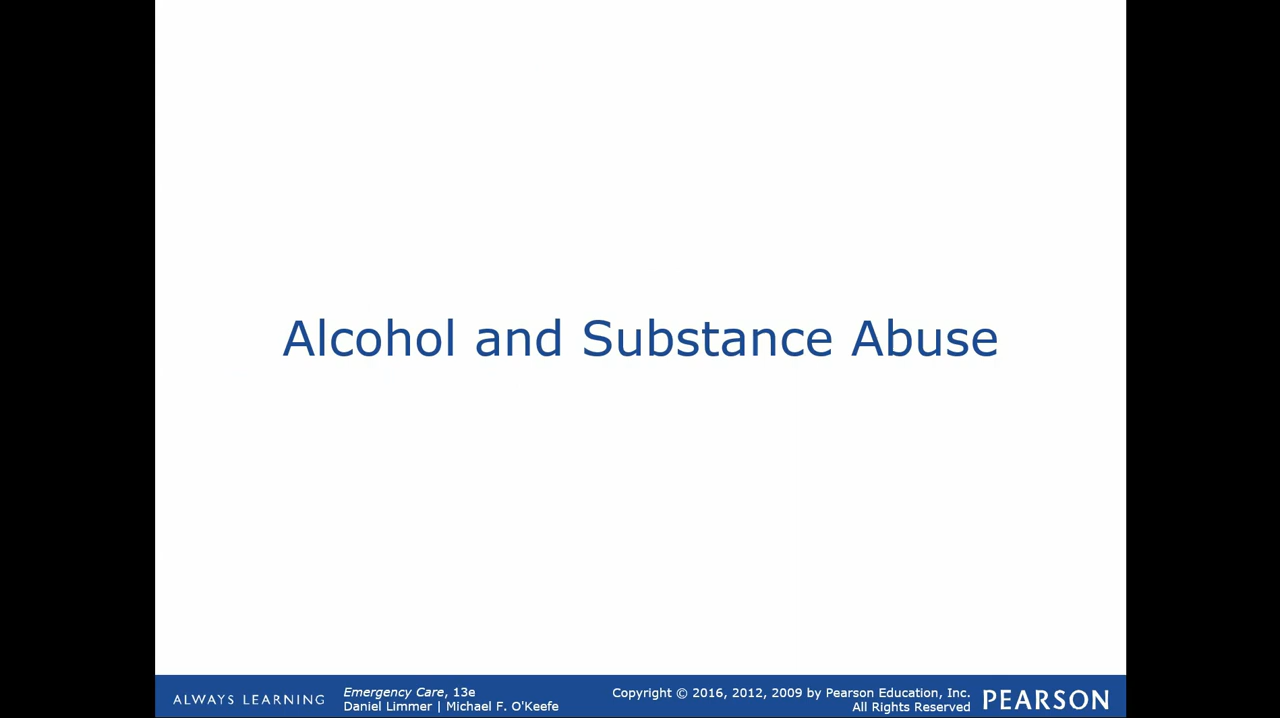 Alcohol and Substance Abuse
ALWAYS LEARNING
Emergency Care, 13e
Daniel Limmer | Michael F. O'Keefe
Copyright © 2016, 2012, 2009 by Pearson Education, Inc.
All Rights Reserved
PEARSON